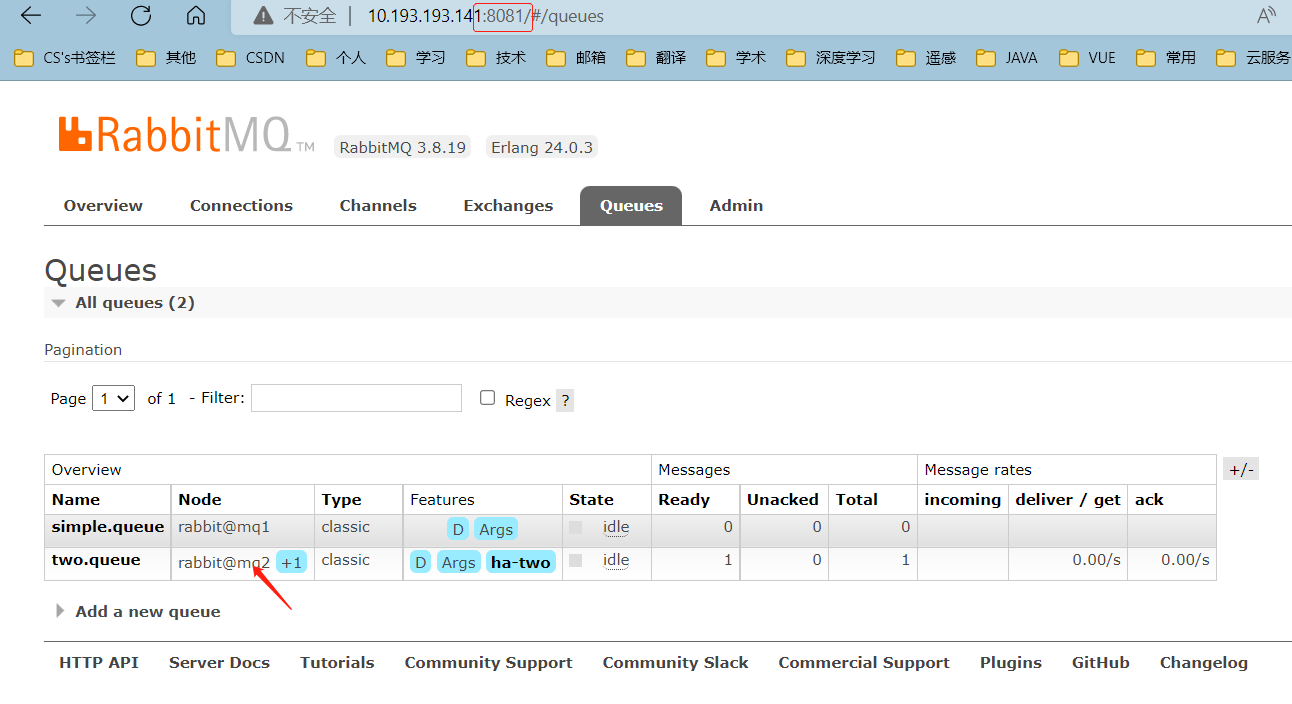 不安全 10.193.193.141:8081/#/queues A
CS's书签栏 其他 CSDN 个人 学习 技术 邮箱 翻译 学术 深度学习 遥感 JAVA VUE 常用 云服务
RabbitMQ TM RabbitMQ 3.8.19 Erlang 24.0.3
Overview Connections Channels Exchanges Queues Admin
Queues
All queues (2)
Pagination
Page 1 of 1 - Filter: Regex ?
Overview Messages Message rates +/-
Name Node Type Features State Ready Unacked Total incoming deliver / get ack
simple.queue rabbit@mq1 classic D Args idle 0 0 0
two.queue rabbit@mq2 +1 classic D Args ha-two idle 1 0 1 0.00/s 0.00/s
Add a new queue
HTTP API Server Docs Tutorials Community Support Community Slack Commercial Support Plugins GitHub Changelog